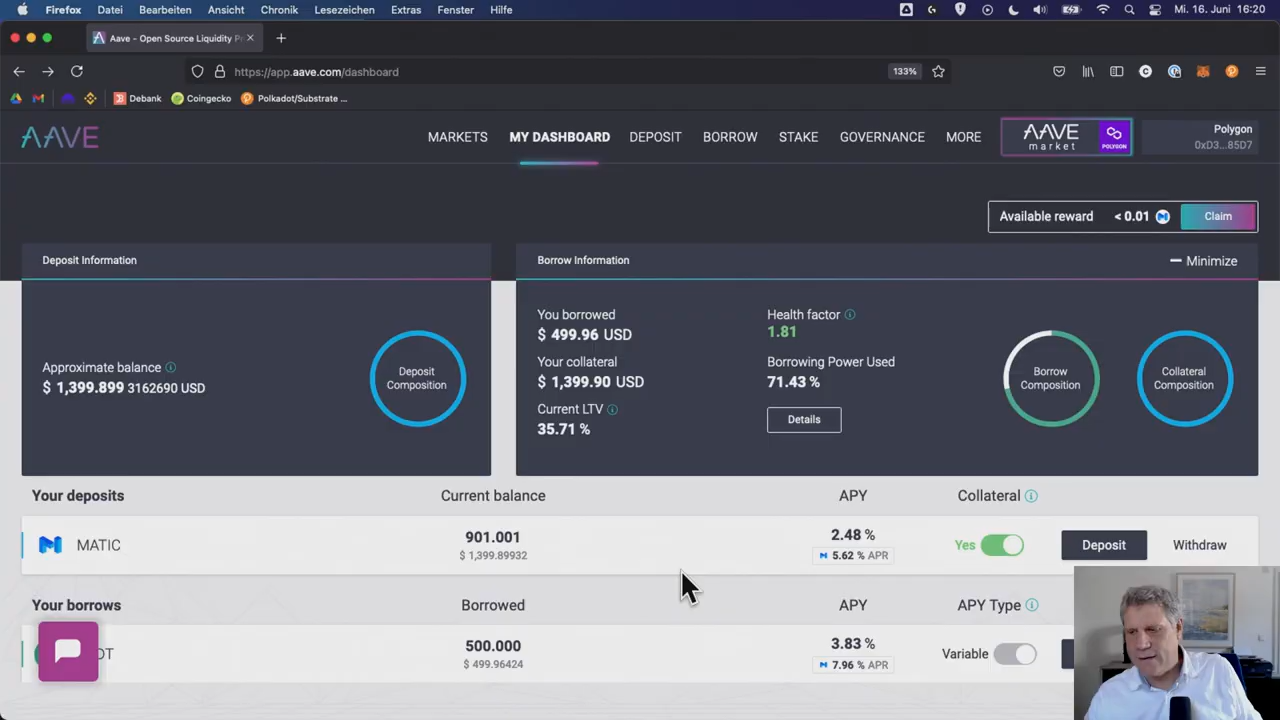 Firefox Datei Bearbeiten Ansicht Chronik Lesezeichen Extras Fenster Hilfe Mi. 16. Juni 16:20
Aave - Open Source Liquidity Pr
https://app.aave.com/dashboard 133%
Debank Coingecko Polkadot/Substrate ...
AAVE MARKETS MY DASHBOARD DEPOSIT BORROW STAKE GOVERNANCE MORE AAVE market POLYGON Polygon
0xD3...85D7
Available reward < 0.01 Claim
Deposit Information
Approximate balance
$ 1,399.899 3162690 USD
Deposit Composition
Borrow Information Minimize
You borrowed
$ 499.96 USD
Your collateral
$ 1,399.90 USD
Current LTV
35.71 %
Health factor
1.81
Borrowing Power Used
71.43 %
Details
Borrow Composition
Collateral Composition
Your deposits Current balance APY Collateral
MATIC 901.001 2.48 % Yes Deposit Withdraw
$ 1,399.89932 5.62 % APR
Your borrows Borrowed APY APY Type
500.000 3.83 % Variable
$ 499.96424 7.96 % APR